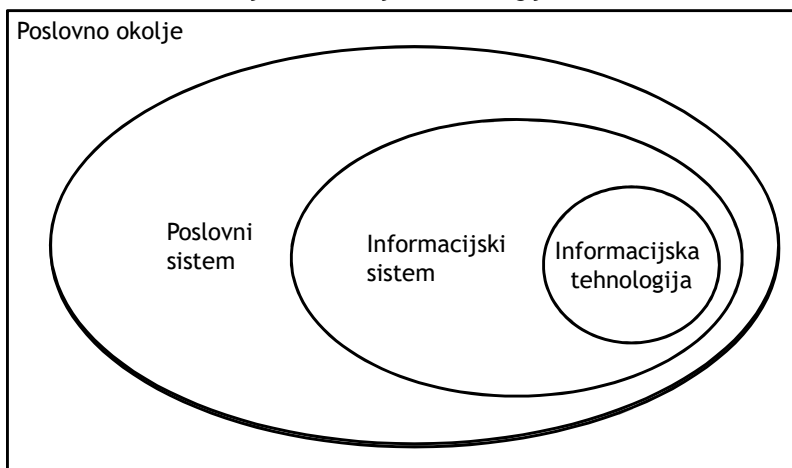 Poslovno okolje
Poslovni
sistem
Informacijski
sistem
Informacijska
tehnologija